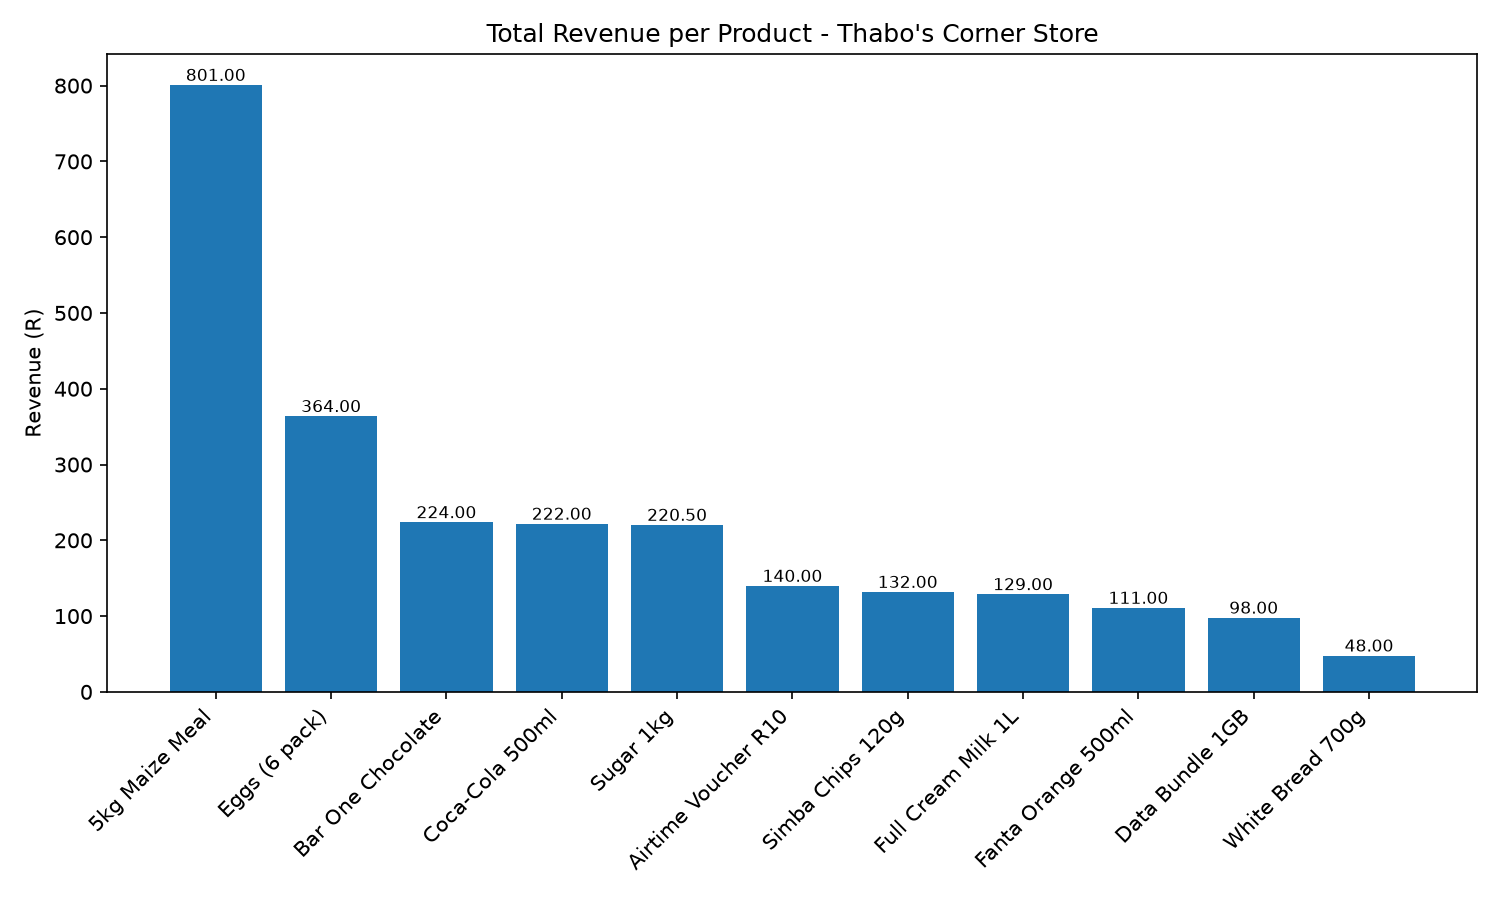 Total Revenue per Product - Thabo's Corner Store
Revenue (R)
800
700
600
500
400
300
200
100
0
801.00
364.00
224.00
222.00
220.50
140.00
132.00
129.00
111.00
98.00
48.00
5kg Maize Meal
Eggs (6 pack)
Bar One Chocolate
Coca-Cola 500ml
Sugar 1kg
Airtime Voucher R10
Simba Chips 120g
Full Cream Milk 1L
Fanta Orange 500ml
Data Bundle 1GB
White Bread 700g